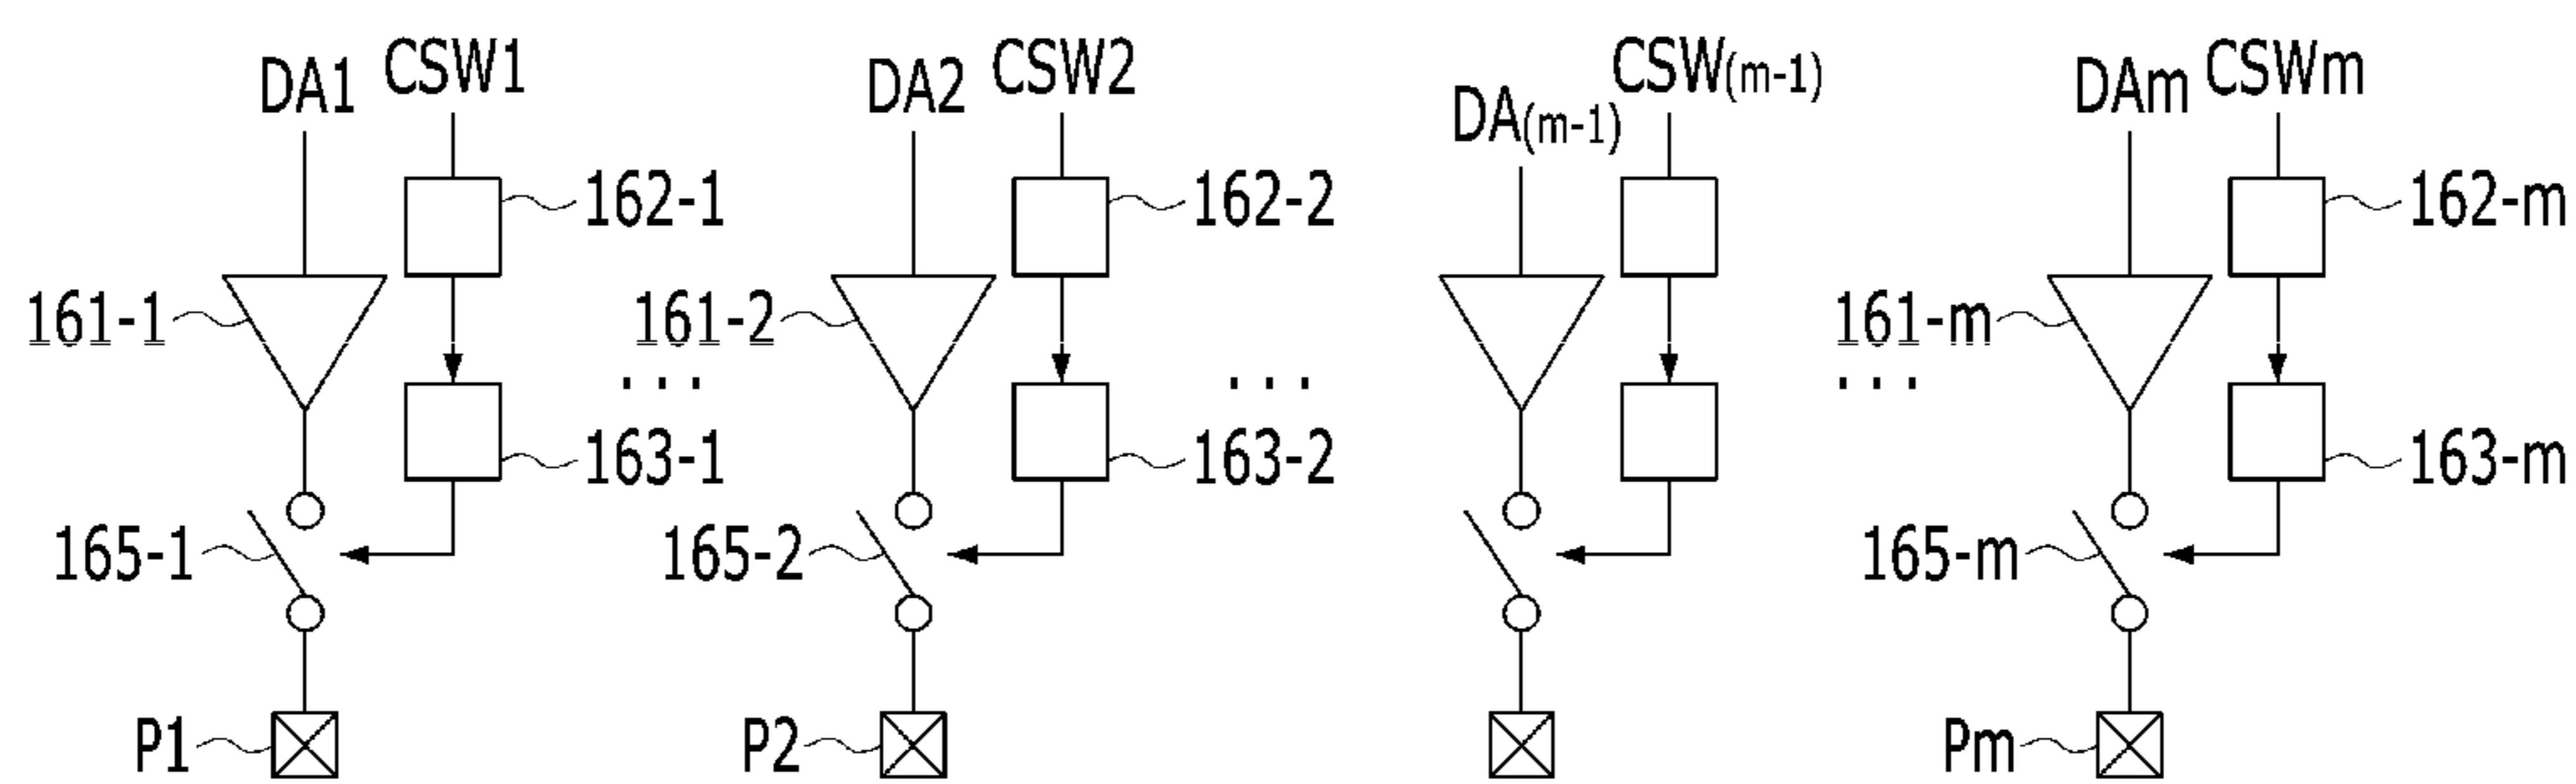 DA1 CSW1 DA2 CSW2 DA(m-1) CSW(m-1) DAm CSWm
162-1 162-2 162-m
161-1 161-2 161-m
... ... ...
163-1 163-2 163-m
165-1 165-2 165-m
P1 P2 Pm